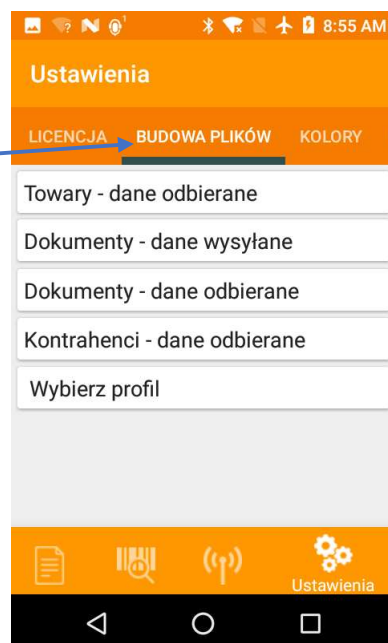 8:55 AM
Ustawienia
LICENCJA BUDOWA PLIKÓW KOLORY
Towary - dane odbierane
Dokumenty - dane wysyłane
Dokumenty - dane odbierane
Kontrahenci - dane odbierane
Wybierz profil
Ustawienia